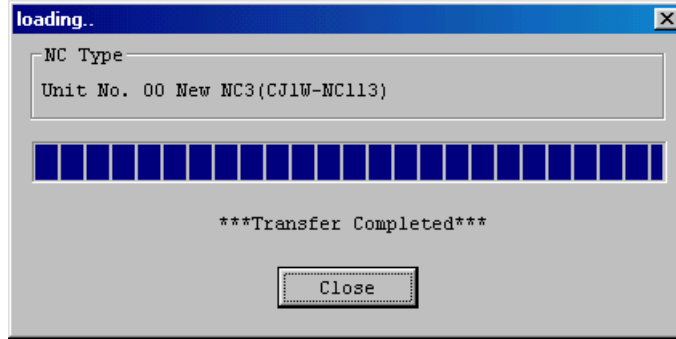 loading..
NC Type
Unit No. 00 New NC3(CJ1W-NC113)
***Transfer Completed***
Close